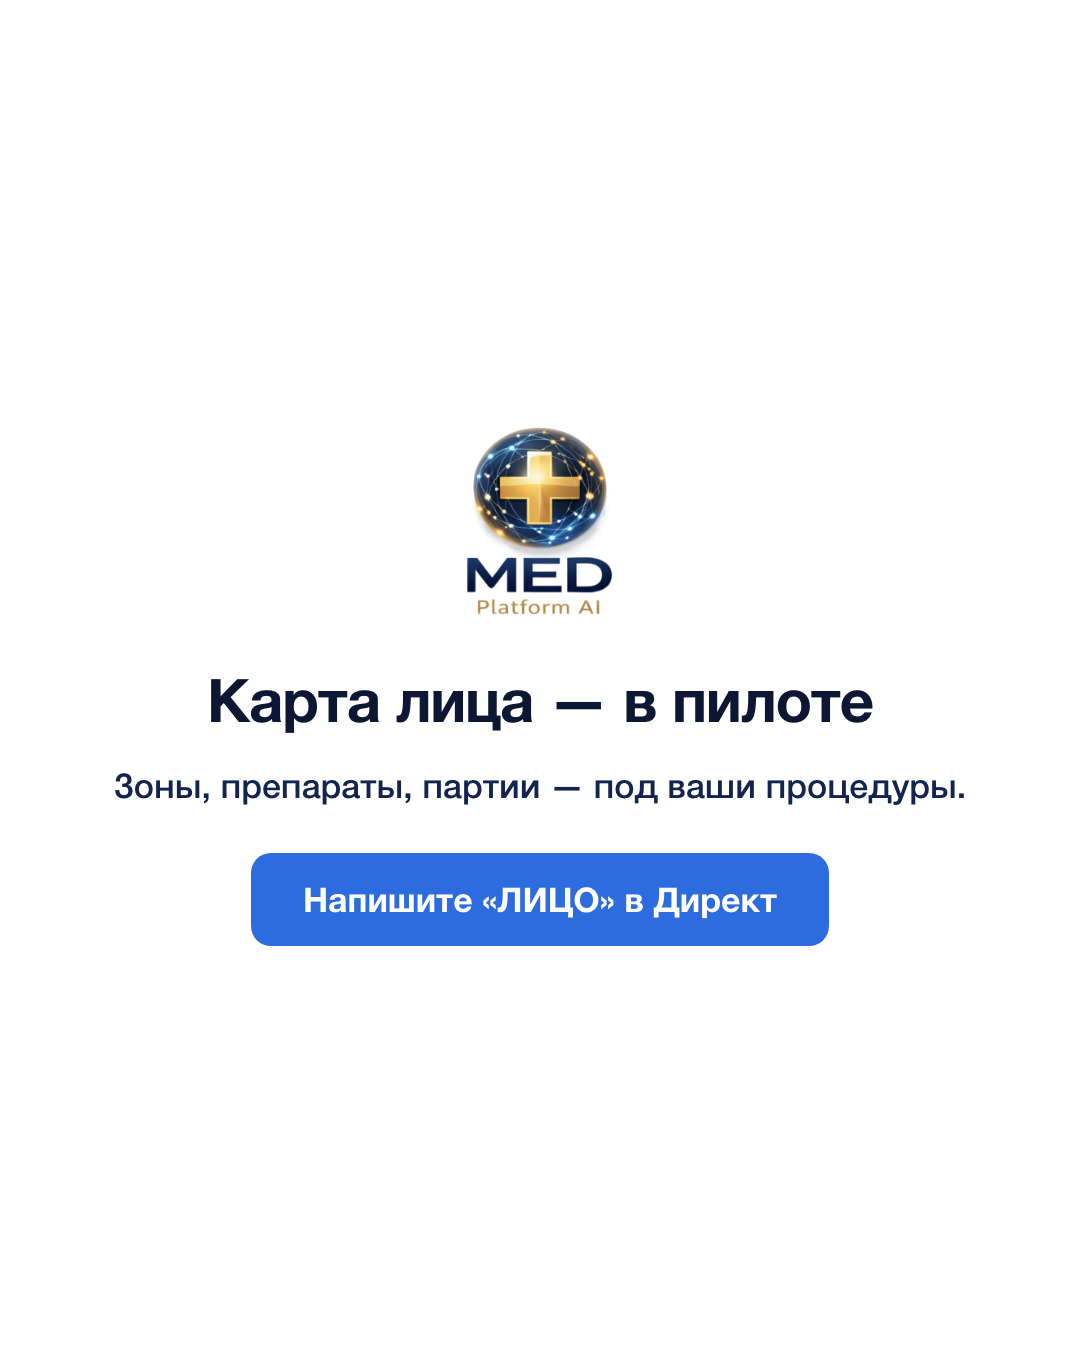 MED
Platform AI
Карта лица — в пилоте
Зоны, препараты, партии — под ваши процедуры.
Напишите «ЛИЦО» в Директ